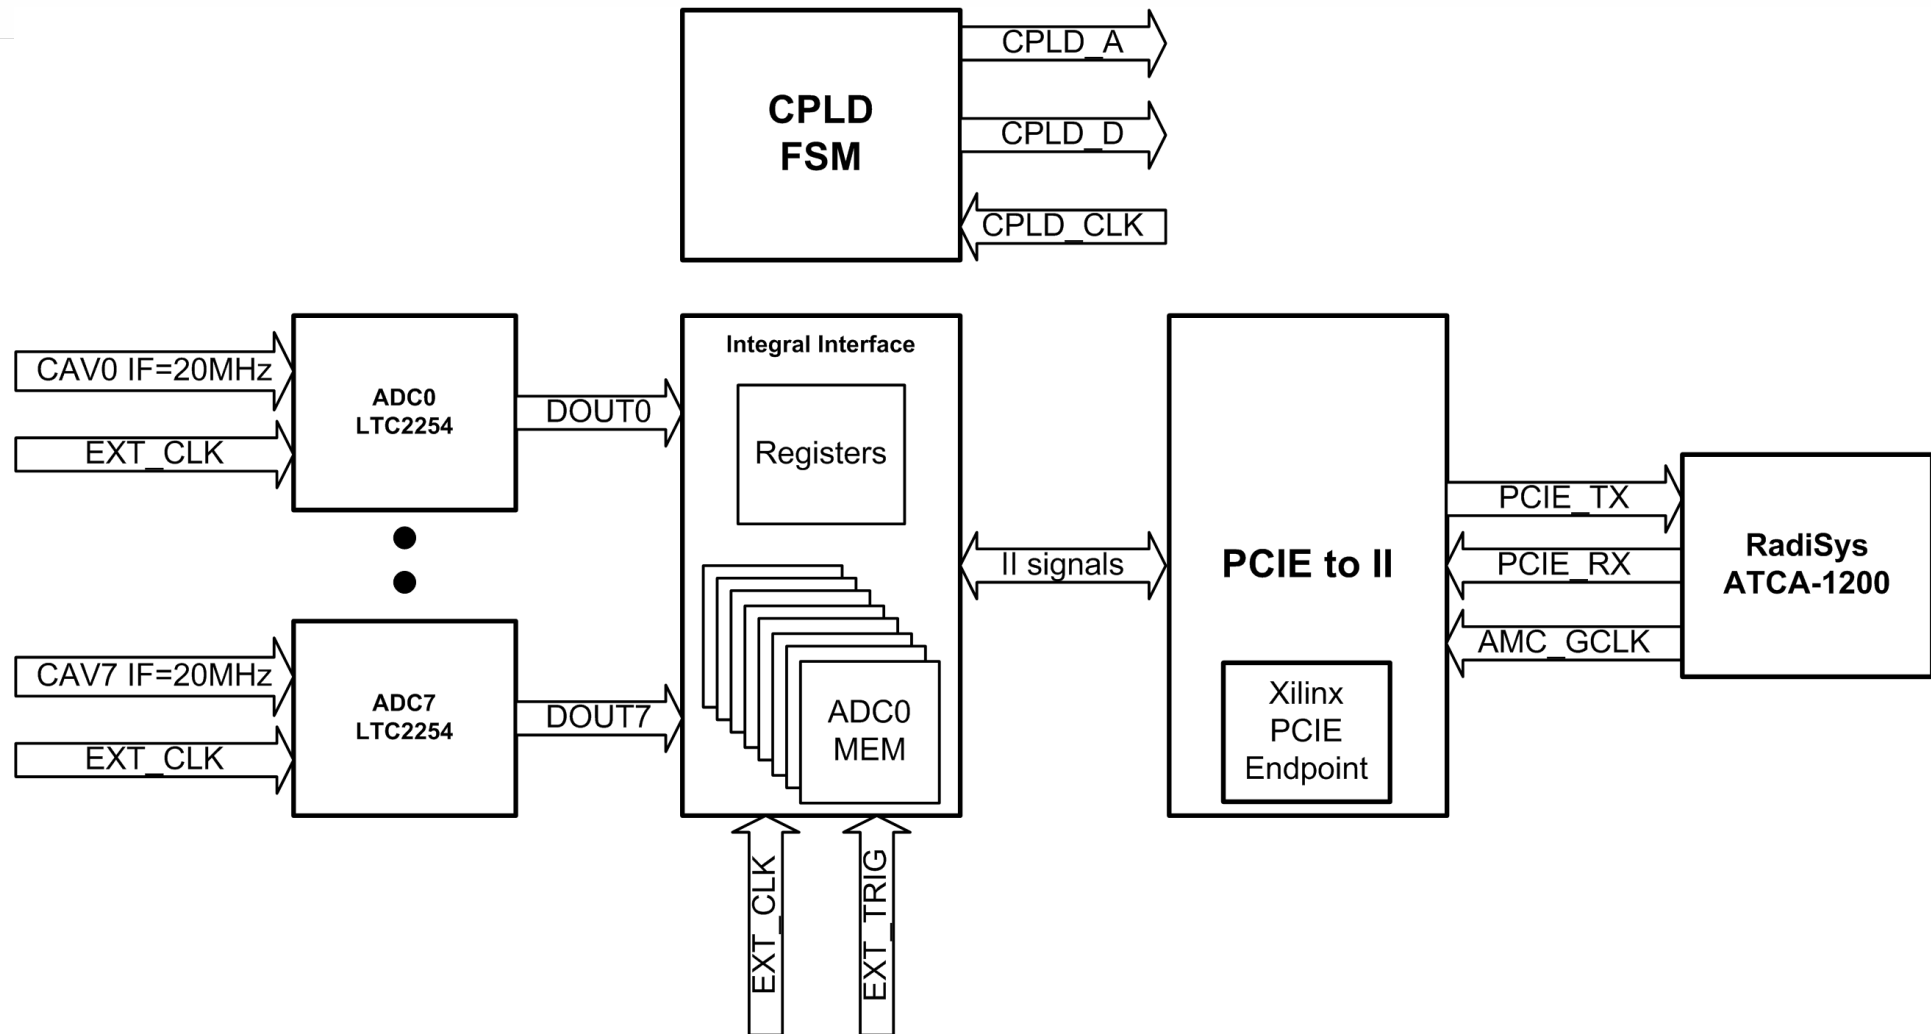 CPLD
FSM
CPLD_A
CPLD_D
CPLD_CLK
CAV0 IF=20MHz
EXT_CLK
ADC0
LTC2254
DOUT0
CAV7 IF=20MHz
EXT_CLK
ADC7
LTC2254
DOUT7
Integral Interface
Registers
ADC0
MEM
EXT_CLK
EXT_TRIG
II signals
PCIE to II
Xilinx
PCIE
Endpoint
PCIE_TX
PCIE_RX
AMC_GCLK
RadiSys
ATCA-1200